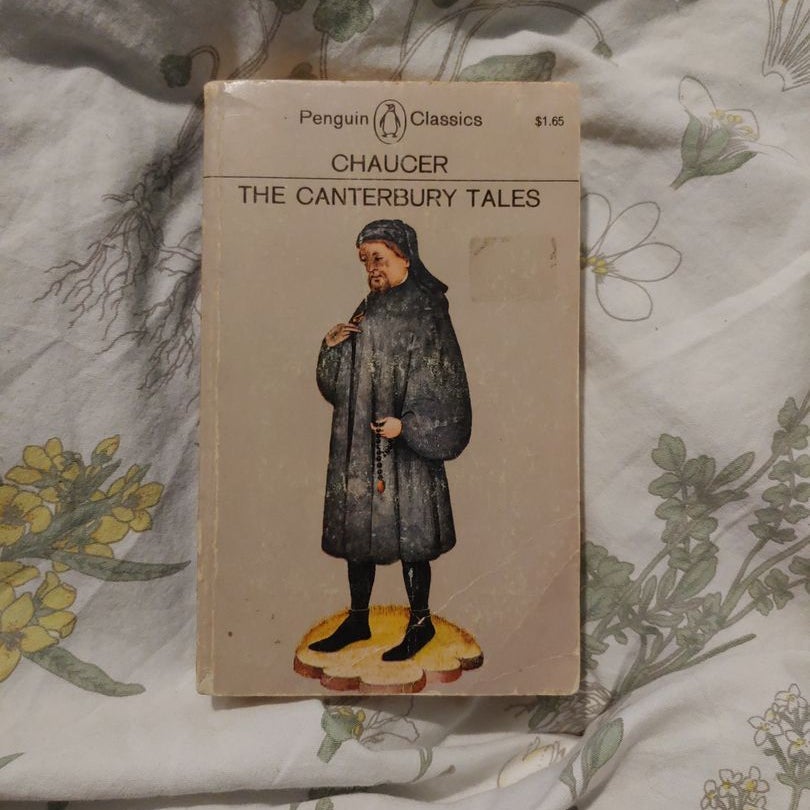 Penguin Classics $1.65
CHAUCER
THE CANTERBURY TALES